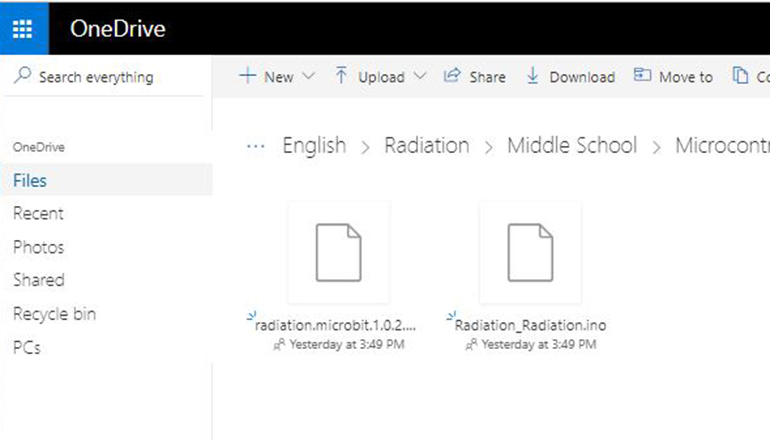 OneDrive
Search everything
New Upload Share Download Move to Co
OneDrive
Files
Recent
Photos
Shared
Recycle bin
PCs
... English > Radiation > Middle School > Microcontr
radiation.microbit.1.0.2....
Yesterday at 3:49 PM
Radiation_Radiation.ino
Yesterday at 3:49 PM